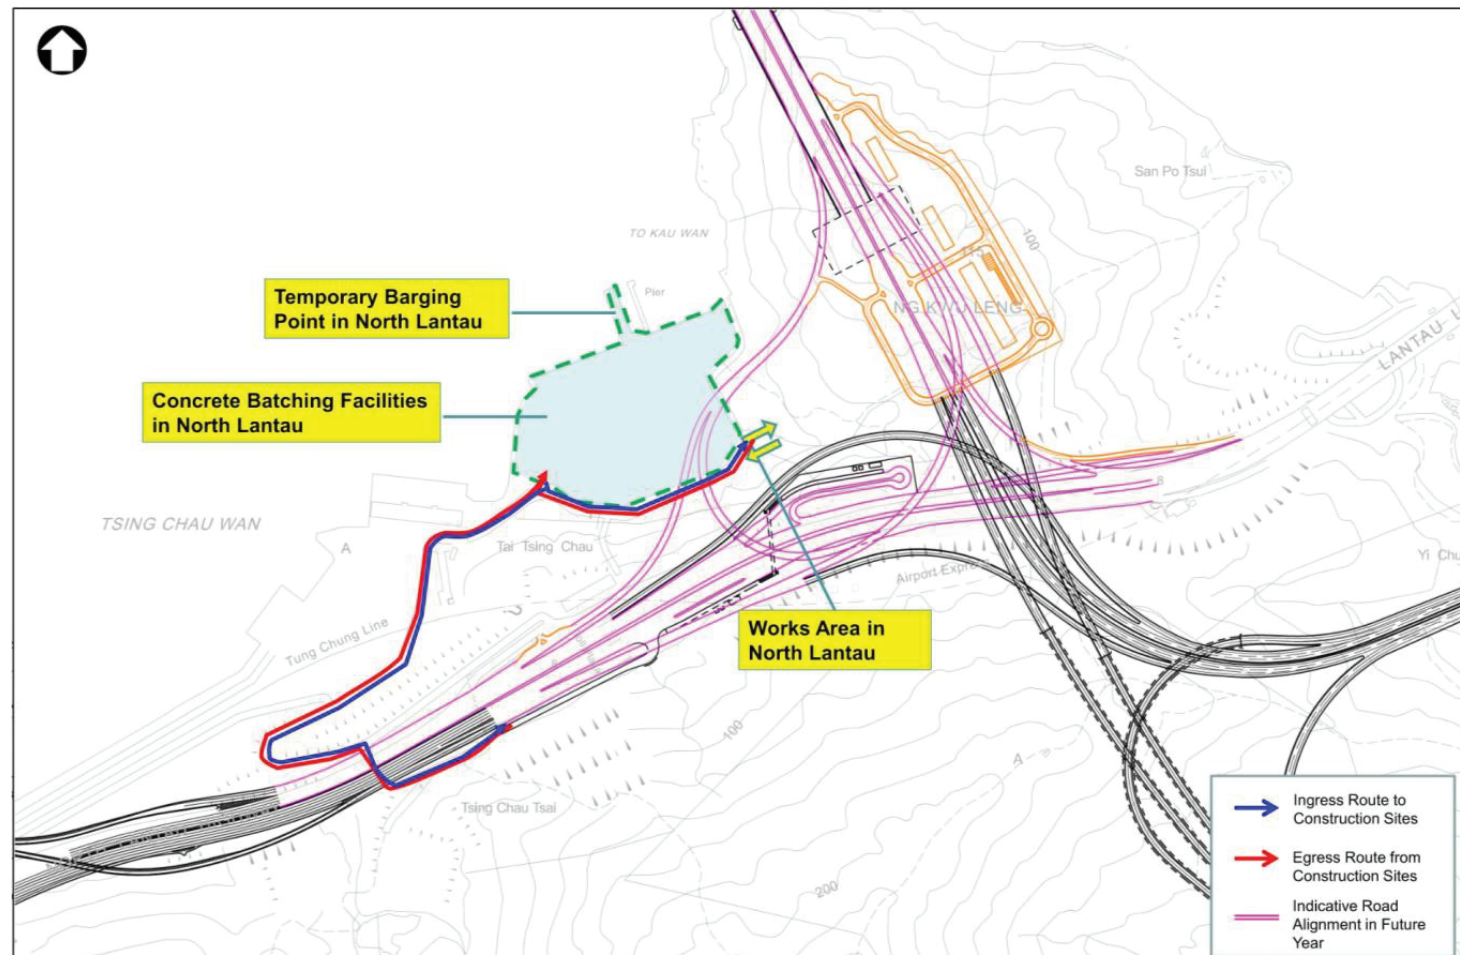 San Po Tsui
TO KAU WAN
100
115
Temporary Barging
Point in North Lantau
Pier
NG KWU LENG
Concrete Batching Facilities
in North Lantau
TSING CHAU WAN
A
Tai Tsing Chau
Airport Express
Works Area in
North Lantau
Tung Chung Line
100
A
Tsing Chau Tsai
200
Ingress Route to
Construction Sites
Egress Route from
Construction Sites
Indicative Road
Alignment in Future
Year